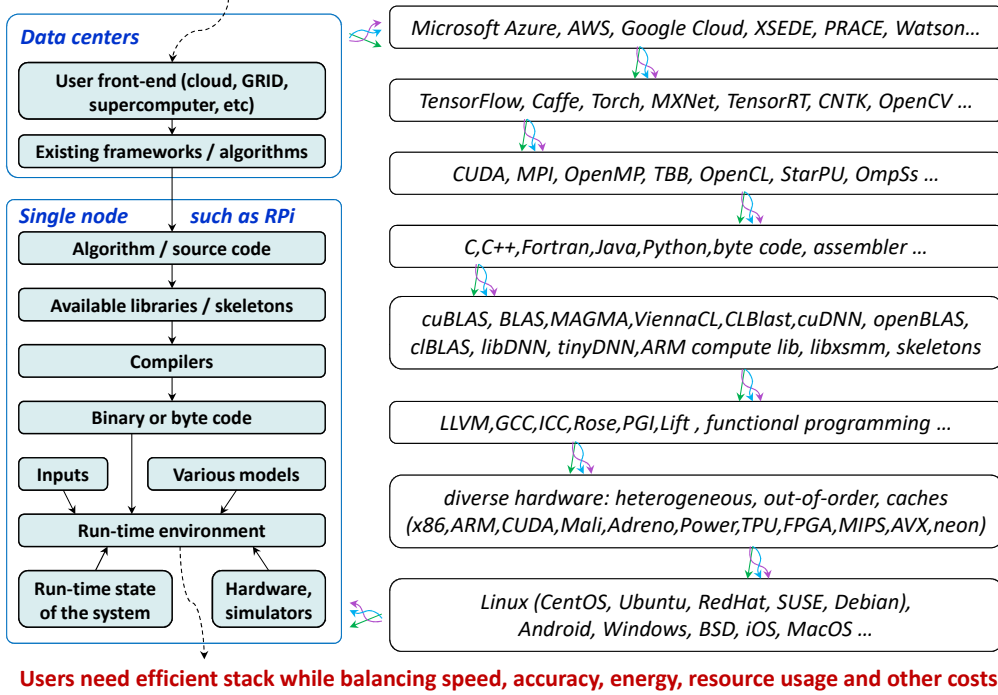 Data centers
User front-end (cloud, GRID,
supercomputer, etc)
Existing frameworks / algorithms
Single node such as RPi
Algorithm / source code
Available libraries / skeletons
Compilers
Binary or byte code
Inputs
Various models
Run-time environment
Run-time state
of the system
Hardware,
simulators
Microsoft Azure, AWS, Google Cloud, XSEDE, PRACE, Watson...
TensorFlow, Caffe, Torch, MXNet, TensorRT, CNTK, OpenCV ...
CUDA, MPI, OpenMP, TBB, OpenCL, StarPU, OmpSs ...
C,C++,Fortran,Java,Python,byte code, assembler ...
cuBLAS, BLAS,MAGMA,ViennaCL,CLBlast,cuDNN, openBLAS,
clBLAS, libDNN, tinyDNN,ARM compute lib, libxsmm, skeletons
LLVM,GCC,ICC,Rose,PGI,Lift , functional programming ...
diverse hardware: heterogeneous, out-of-order, caches
(x86,ARM,CUDA,Mali,Adreno,Power,TPU,FPGA,MIPS,AVX,neon)
Linux (CentOS, Ubuntu, RedHat, SUSE, Debian),
Android, Windows, BSD, iOS, MacOS ...
Users need efficient stack while balancing speed, accuracy, energy, resource usage and other costs